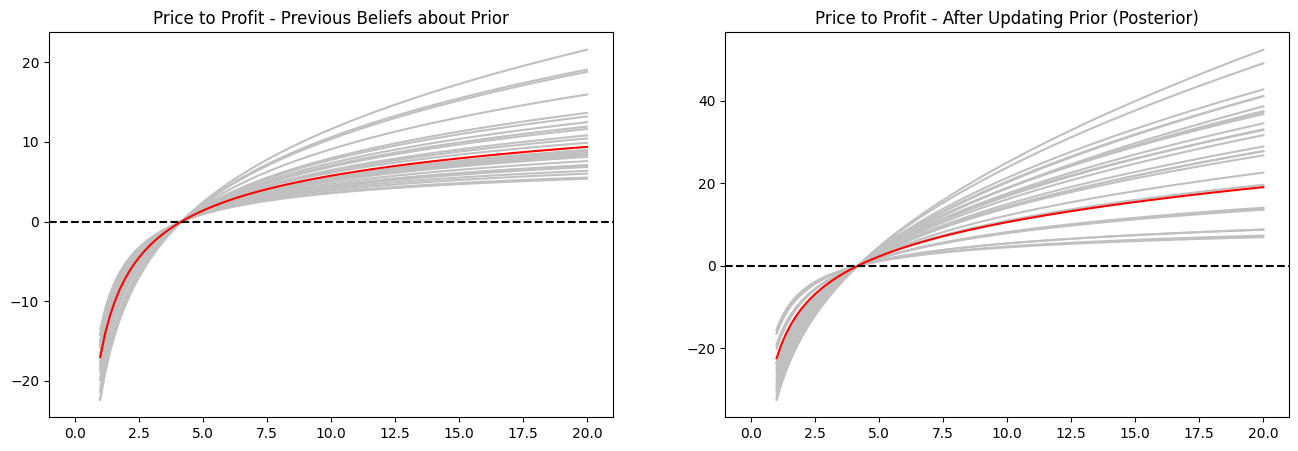 Price to Profit - Previous Beliefs about Prior
20
10
0
−10
−20
0.0 2.5 5.0 7.5 10.0 12.5 15.0 17.5 20.0
Price to Profit - After Updating Prior (Posterior)
40
20
0
−20
0.0 2.5 5.0 7.5 10.0 12.5 15.0 17.5 20.0